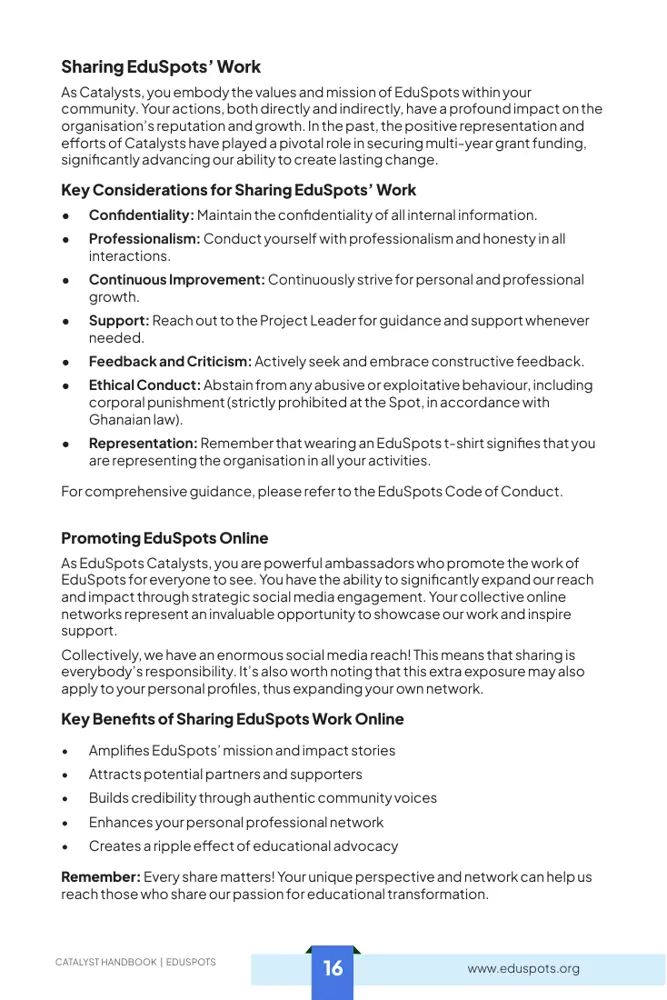 Sharing EduSpots’ Work
As Catalysts, you embody the values and mission of EduSpots within your
community. Your actions, both directly and indirectly, have a profound impact on the
organisation’s reputation and growth. In the past, the positive representation and
efforts of Catalysts have played a pivotal role in securing multi-year grant funding,
significantly advancing our ability to create lasting change.
Key Considerations for Sharing EduSpots’ Work
● Confidentiality: Maintain the confidentiality of all internal information.
● Professionalism: Conduct yourself with professionalism and honesty in all
interactions.
● Continuous Improvement: Continuously strive for personal and professional
growth.
● Support: Reach out to the Project Leader for guidance and support whenever
needed.
● Feedback and Criticism: Actively seek and embrace constructive feedback.
● Ethical Conduct: Abstain from any abusive or exploitative behaviour, including
corporal punishment (strictly prohibited at the Spot, in accordance with
Ghanaian law).
● Representation: Remember that wearing an EduSpots t-shirt signifies that you
are representing the organisation in all your activities.
For comprehensive guidance, please refer to the EduSpots Code of Conduct.
Promoting EduSpots Online
As EduSpots Catalysts, you are powerful ambassadors who promote the work of
EduSpots for everyone to see. You have the ability to significantly expand our reach
and impact through strategic social media engagement. Your collective online
networks represent an invaluable opportunity to showcase our work and inspire
support.
Collectively, we have an enormous social media reach! This means that sharing is
everybody’s responsibility. It’s also worth noting that this extra exposure may also
apply to your personal profiles, thus expanding your own network.
Key Benefits of Sharing EduSpots Work Online
• Amplifies EduSpots’ mission and impact stories
• Attracts potential partners and supporters
• Builds credibility through authentic community voices
• Enhances your personal professional network
• Creates a ripple effect of educational advocacy
Remember: Every share matters! Your unique perspective and network can help us
reach those who share our passion for educational transformation.
CATALYST HANDBOOK | EDUSPOTS
16
www.eduspots.org